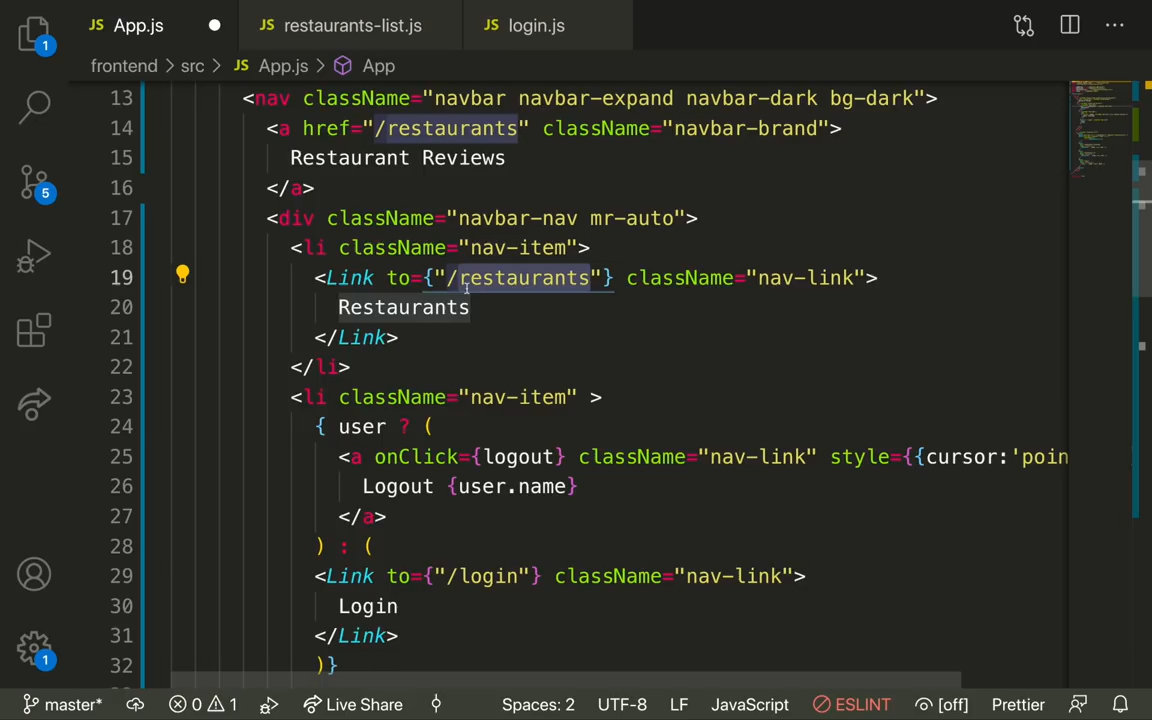 JS App.js
JS restaurants-list.js
JS login.js
1
frontend > src > JS App.js > App
13 <nav className="navbar navbar-expand navbar-dark bg-dark">
14 <a href="/restaurants" className="navbar-brand">
15 Restaurant Reviews
16 </a>
17 <div className="navbar-nav mr-auto">
18 <li className="nav-item">
19 <Link to={"/restaurants"} className="nav-link">
20 Restaurants
21 </Link>
22 </li>
23 <li className="nav-item" >
24 { user ? (
25 <a onClick={logout} className="nav-link" style={{cursor:'poin
26 Logout {user.name}
27 </a>
28 ) : (
29 <Link to={"/login"} className="nav-link">
30 Login
31 </Link>
32 )}
5
1
master* 0 1 Live Share Spaces: 2 UTF-8 LF JavaScript ESLINT [off] Prettier